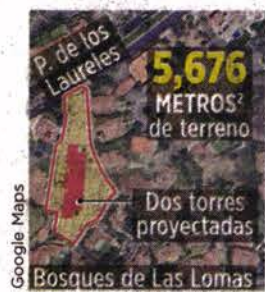 P. de los
Laureles
5,676
METROS²
de terreno
Dos torres
proyectadas
Google Maps
Bosques de Las Lomas